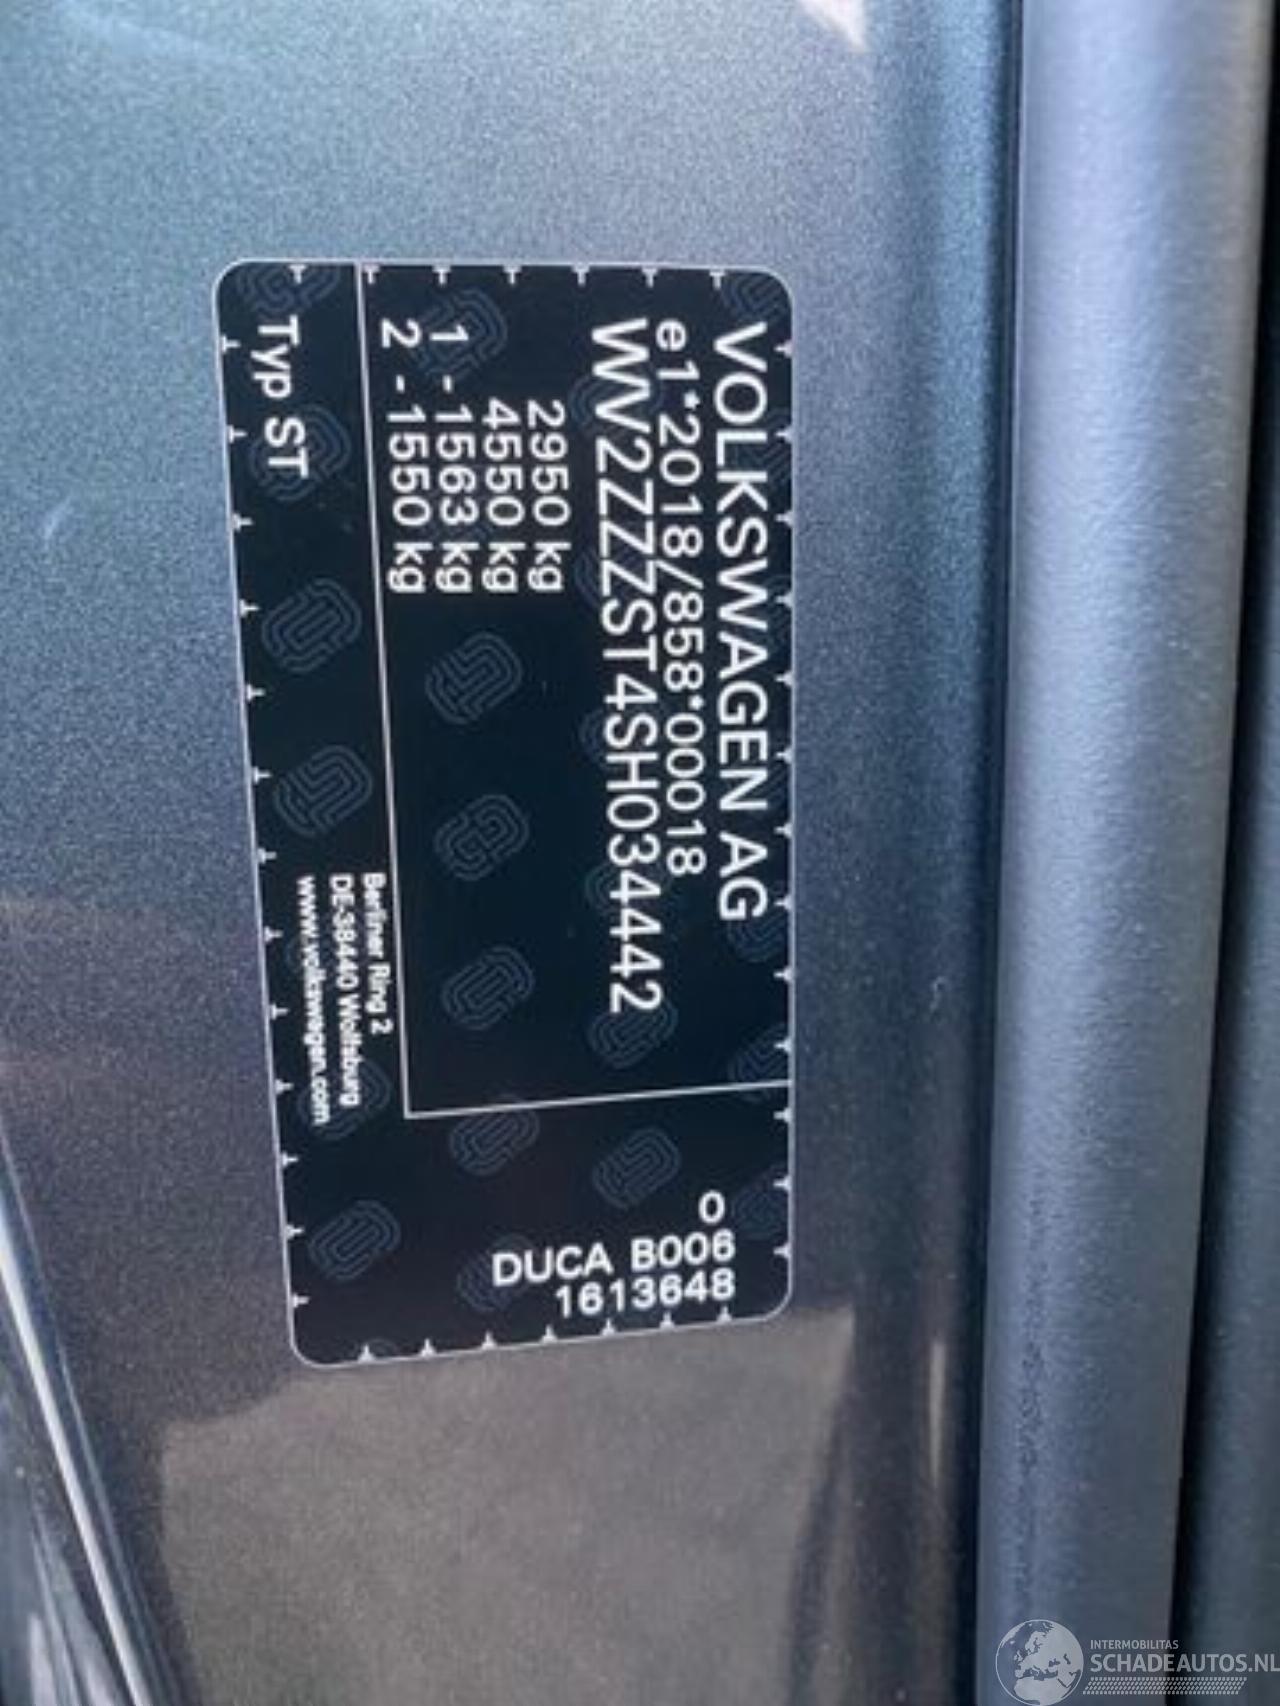 VOLKSWAGEN AG
e1*2018/858*00018
WV2ZZZST4SH034442
2950 kg
4550 kg
1 - 1563 kg
2 - 1550 kg
Typ ST
Berliner Ring 2
DE-38440 Wolfsburg
www.volkswagen.com
O
DUCA B006
1613648
INTERMOBILITAS
SCHADEAUTOS.NL